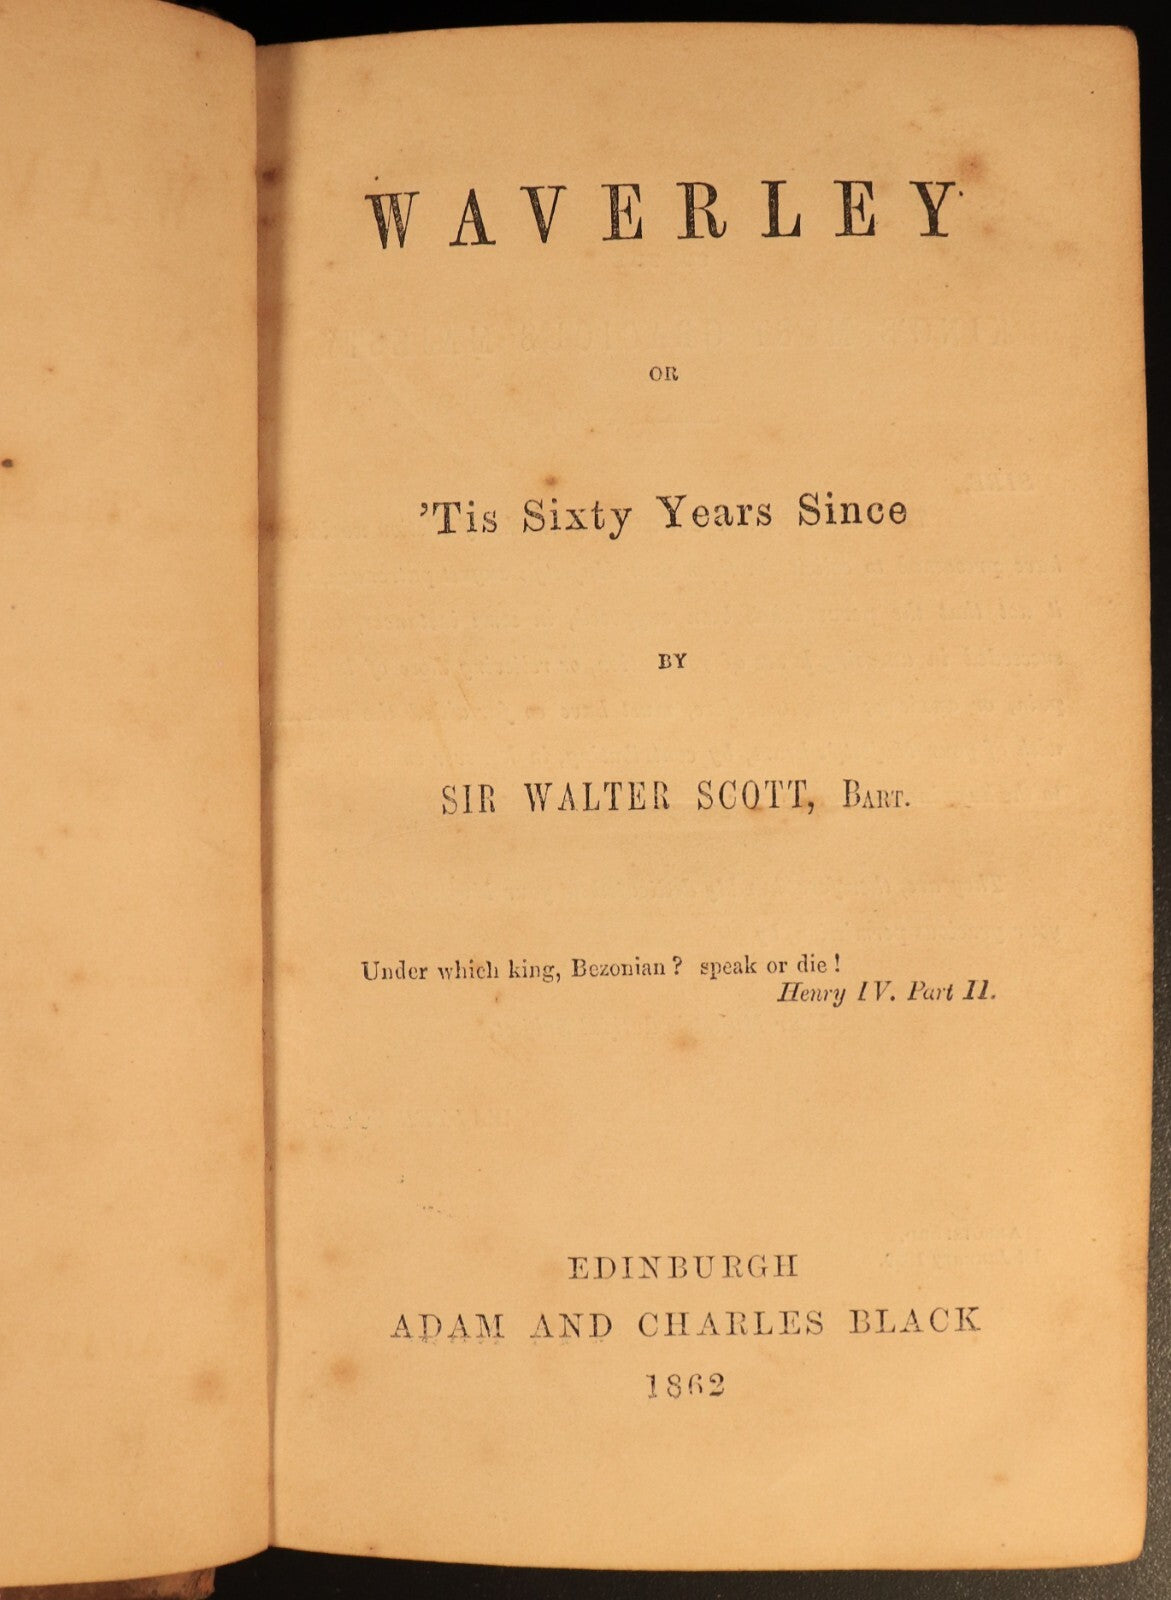 WAVERLEY
OR
’Tis Sixty Years Since
BY
SIR WALTER SCOTT, BART.
Under which king, Bezonian? speak or die!
Henry IV. Part II.
EDINBURGH
ADAM AND CHARLES BLACK
1862